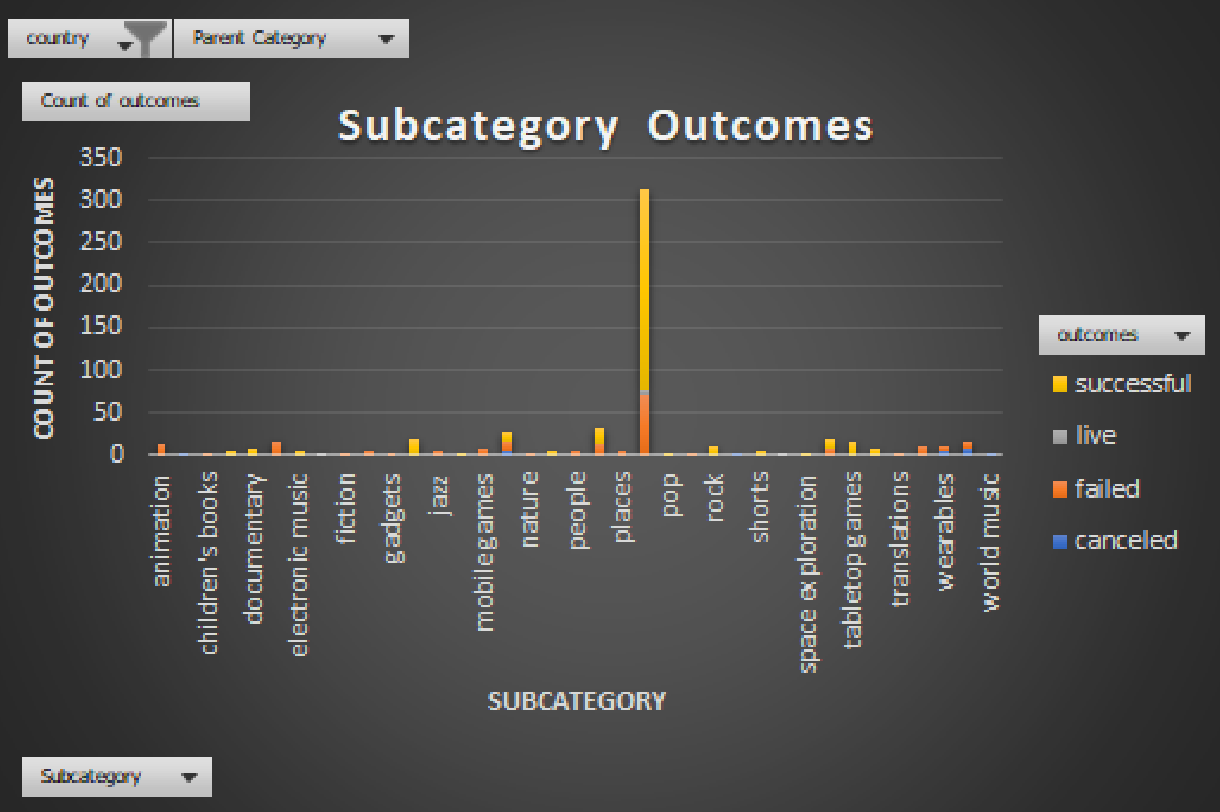 country
Parent Category
Count of outcomes
Subcategory Outcomes
350
300
250
200
150
100
50
0
COUNT OF OUTCOMES
animation
children's books
documentary
electronic music
fiction
gadgets
jazz
mobile games
nature
people
places
pop
rock
shorts
space exploration
tabletop games
translations
wearables
world music
SUBCATEGORY
outcomes
successful
live
failed
canceled
Subcategory